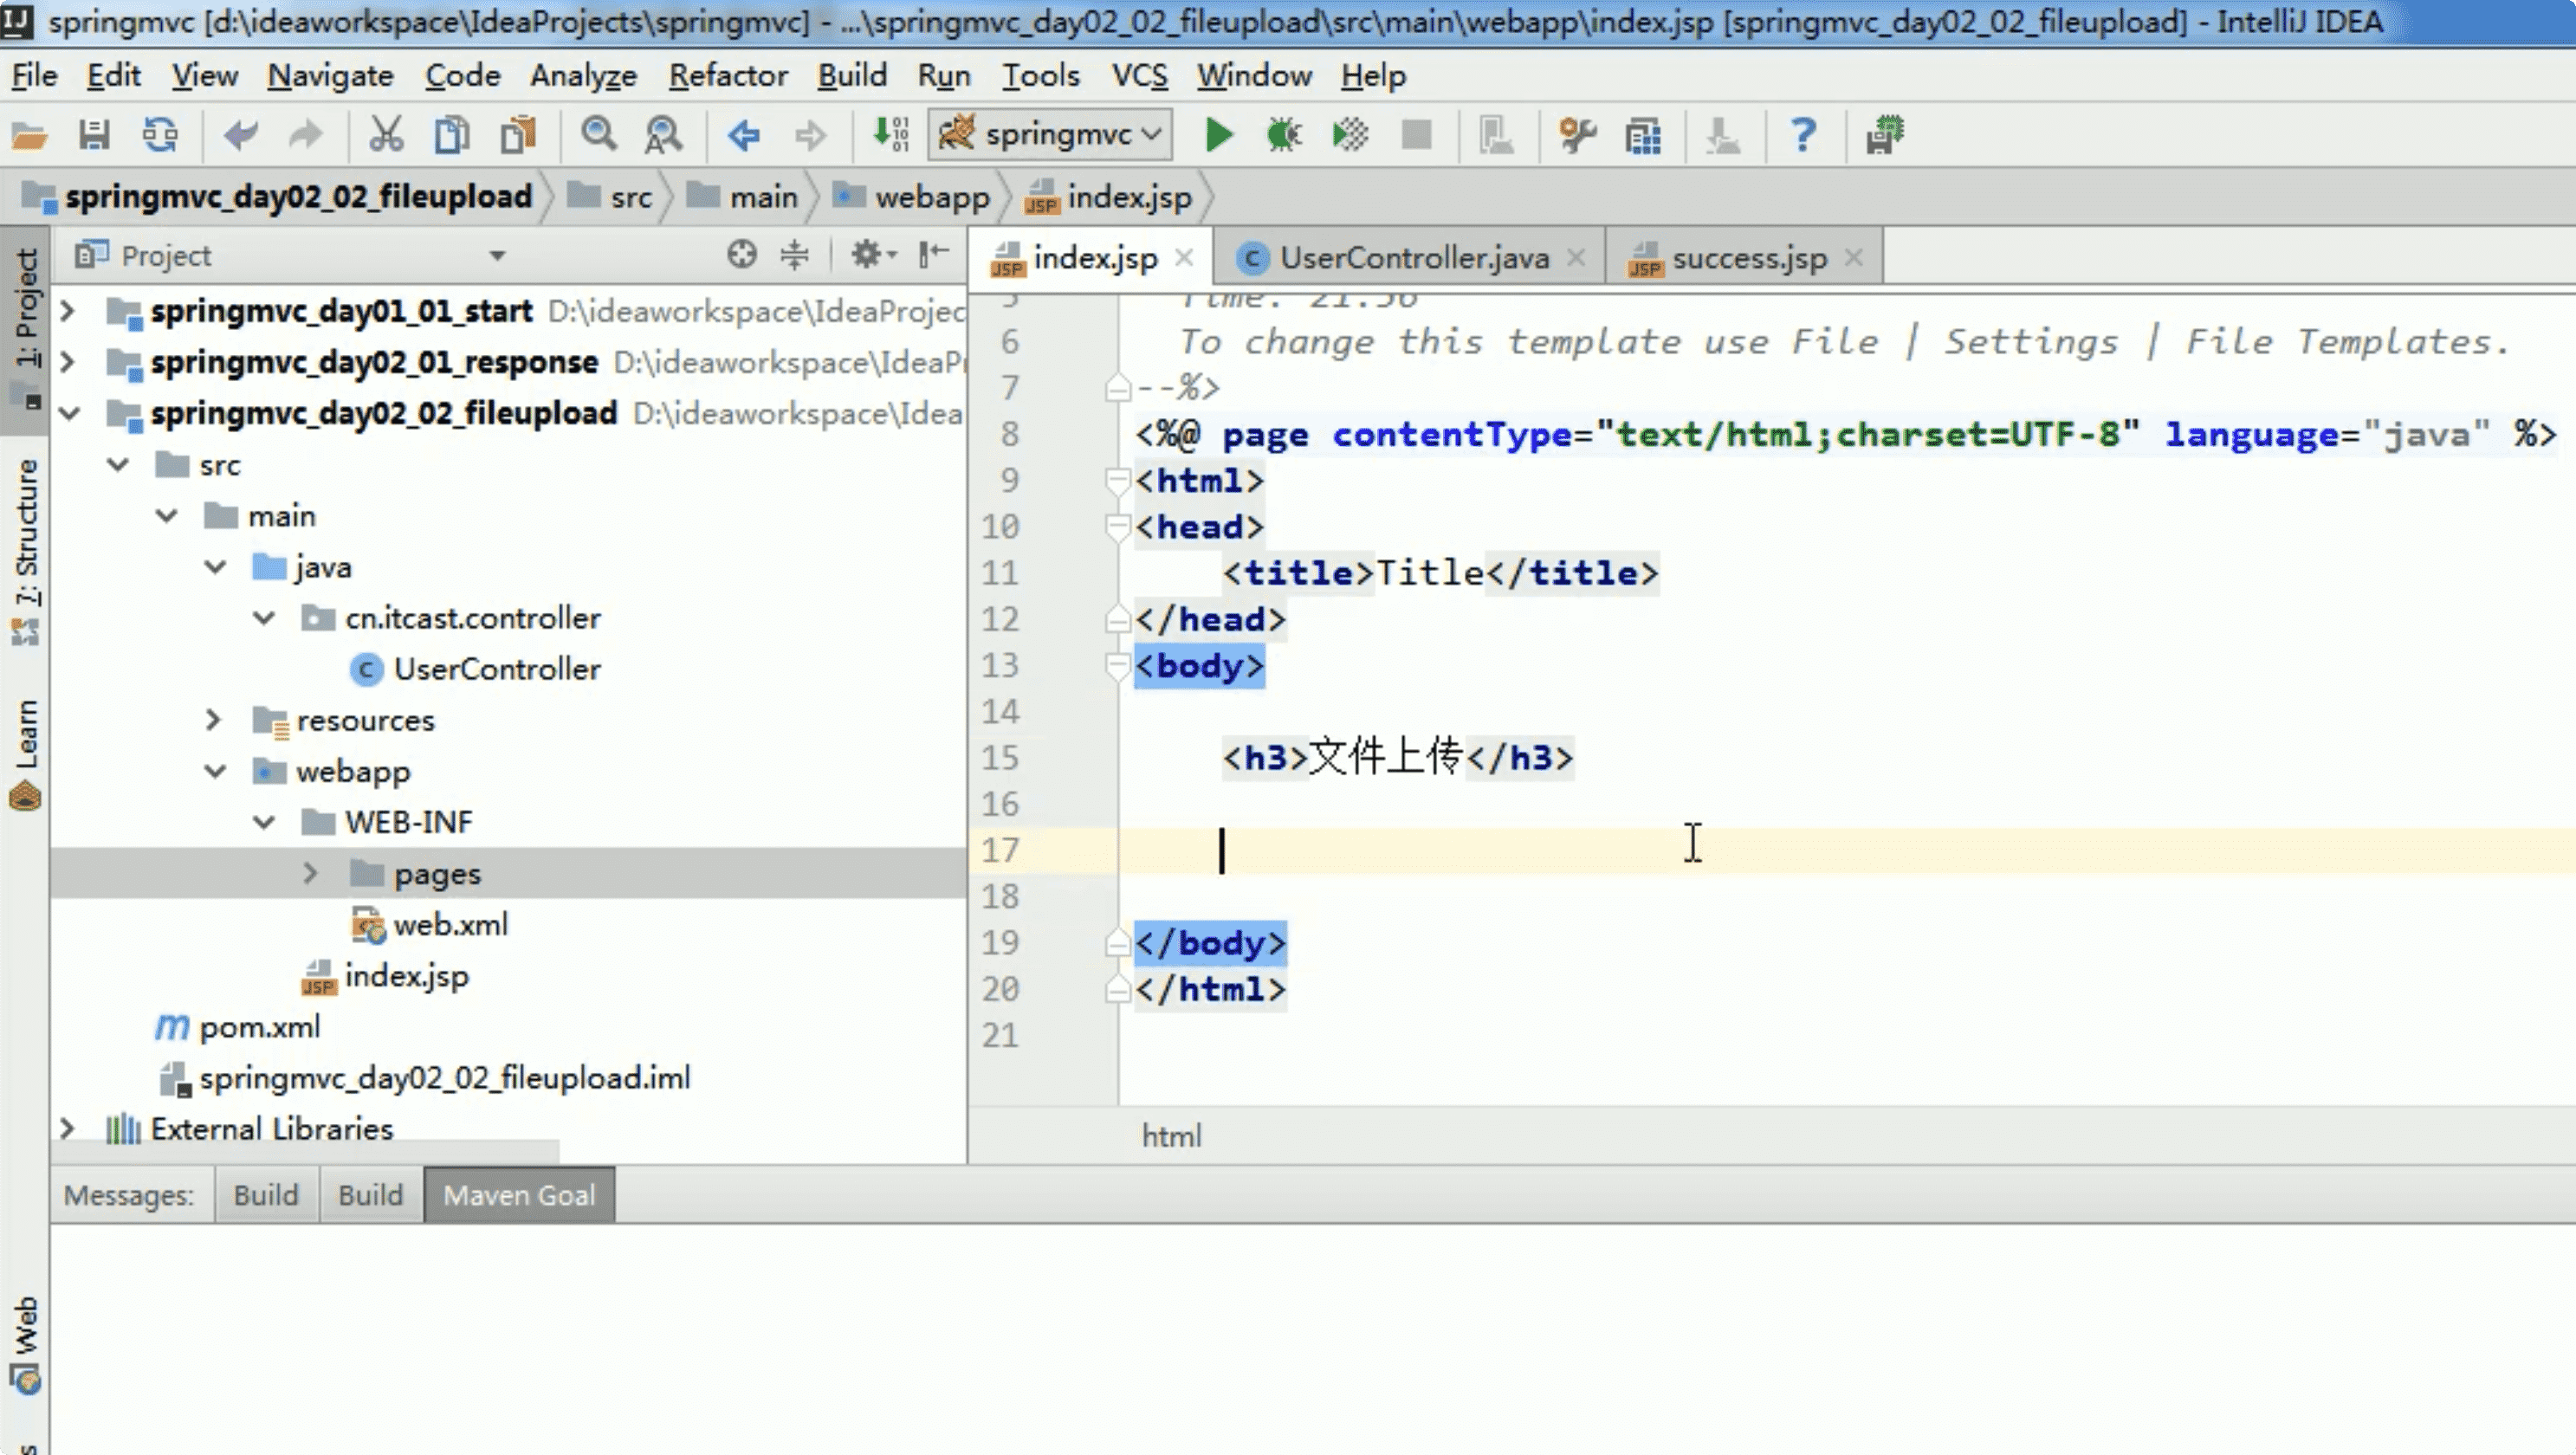 springmvc [d:\ideaworkspace\IdeaProjects\springmvc] - ...\springmvc_day02_02_fileupload\src\main\webapp\index.jsp [springmvc_day02_02_fileupload] - IntelliJ IDEA
File Edit View Navigate Code Analyze Refactor Build Run Tools VCS Window Help
springmvc
springmvc_day02_02_fileupload src main webapp index.jsp
1: Project
7: Structure
Learn
Web
Project
springmvc_day01_01_start D:\ideaworkspace\IdeaProjec
springmvc_day02_01_response D:\ideaworkspace\IdeaP
springmvc_day02_02_fileupload D:\ideaworkspace\Idea
src
main
java
cn.itcast.controller
UserController
resources
webapp
WEB-INF
pages
web.xml
index.jsp
pom.xml
springmvc_day02_02_fileupload.iml
External Libraries
index.jsp UserController.java success.jsp
5 Time: 21:56
6 To change this template use File | Settings | File Templates.
7 --%>
8 <%@ page contentType="text/html;charset=UTF-8" language="java" %>
9 <html>
10 <head>
11 <title>Title</title>
12 </head>
13 <body>
14
15 <h3>文件上传</h3>
16
17
18
19 </body>
20 </html>
21
html
Messages: Build Build Maven Goal